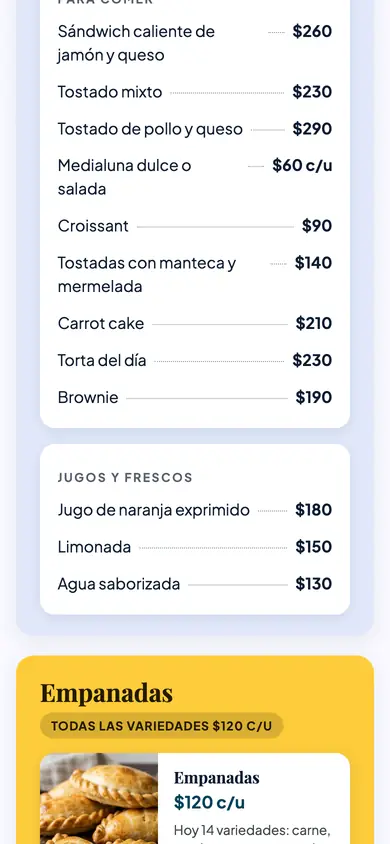 PARA COMER
Sándwich caliente de $260
jamón y queso
Tostado mixto $230
Tostado de pollo y queso $290
Medialuna dulce o $60 c/u
salada
Croissant $90
Tostadas con manteca y $140
mermelada
Carrot cake $210
Torta del día $230
Brownie $190
JUGOS Y FRESCOS
Jugo de naranja exprimido $180
Limonada $150
Agua saborizada $130
Empanadas
TODAS LAS VARIEDADES $120 C/U
Empanadas
$120 c/u
Hoy 14 variedades: carne,